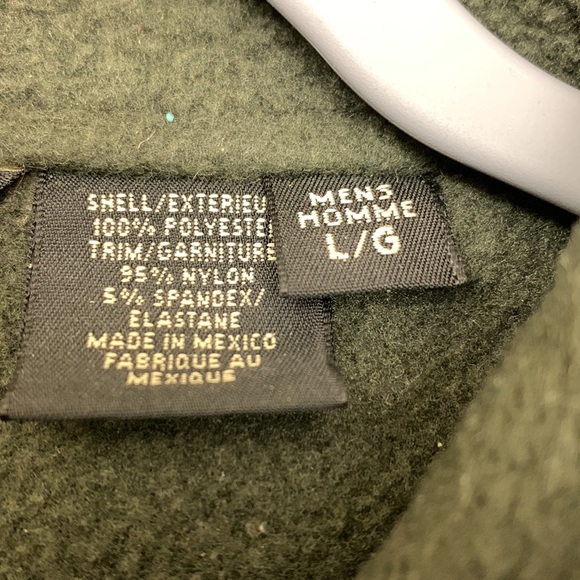 SHELL/EXTERIEU
100% POLYESTE
TRIM/GARNITURE
95% NYLON
5% SPANDEX/
ELASTANE
MADE IN MEXICO
FABRIQUE AU
MEXIQUE
MENS
HOMME
L/G